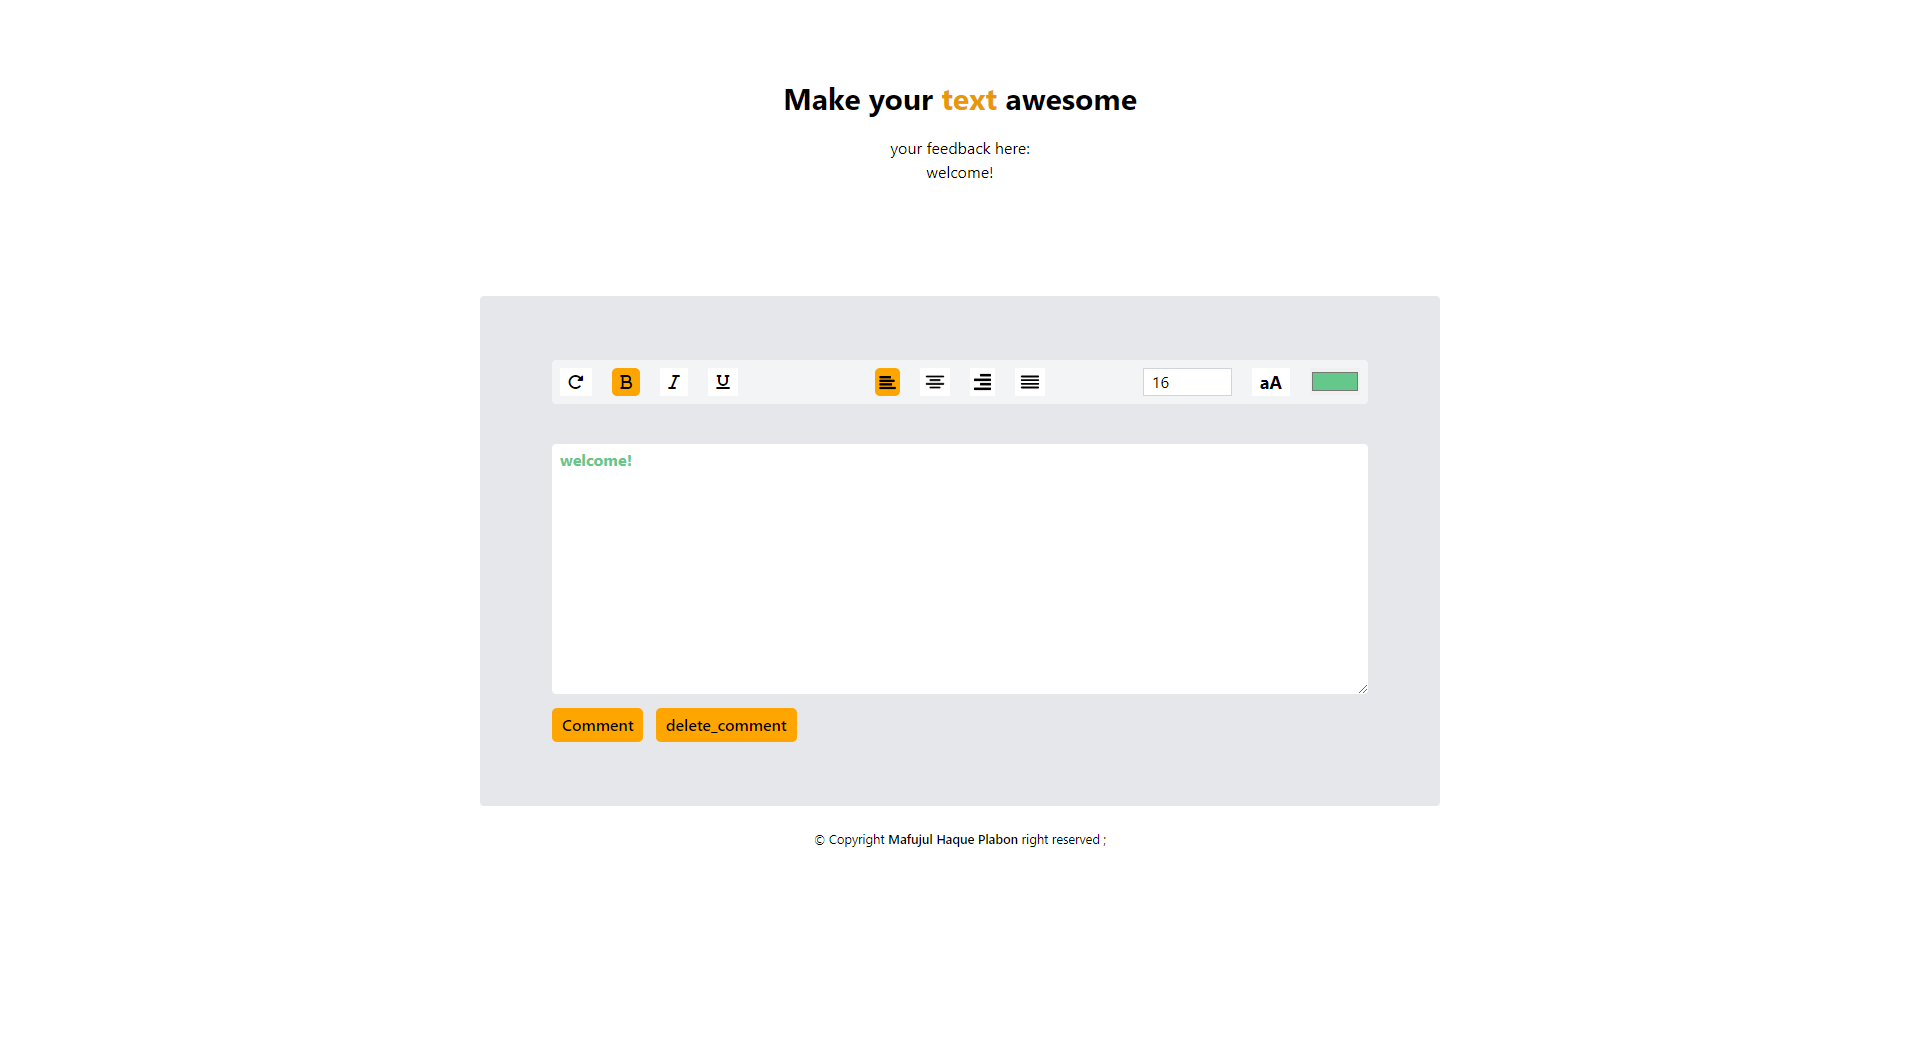 Make your text awesome
your feedback here:
welcome!
B I U 16 aA
welcome!
Comment delete_comment
© Copyright Mafujul Haque Plabon right reserved ;